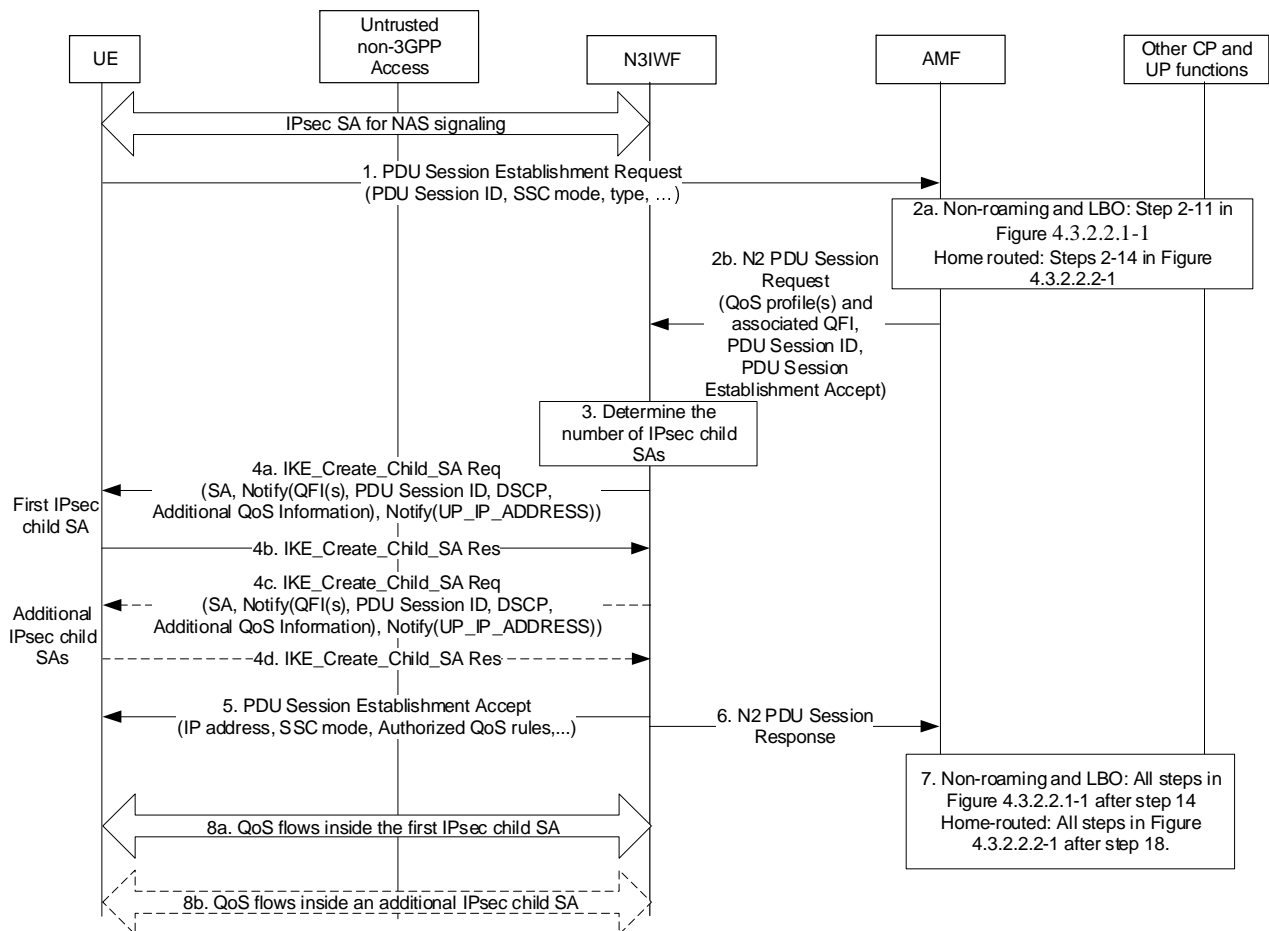 UE
Untrusted
non-3GPP
Access
N3IWF
AMF
Other CP and
UP functions
IPsec SA for NAS signaling
1. PDU Session Establishment Request
(PDU Session ID, SSC mode, type, …)
2a. Non-roaming and LBO: Step 2-11 in
Figure 4.3.2.2.1-1
Home routed: Steps 2-14 in Figure
4.3.2.2.2-1
2b. N2 PDU Session
Request
(QoS profile(s) and
associated QFI,
PDU Session ID,
PDU Session
Establishment Accept)
3. Determine the
number of IPsec child
SAs
First IPsec
child SA
4a. IKE_Create_Child_SA Req
(SA, Notify(QFI(s), PDU Session ID, DSCP,
Additional QoS Information), Notify(UP_IP_ADDRESS))
4b. IKE_Create_Child_SA Res
Additional
IPsec child
SAs
4c. IKE_Create_Child_SA Req
(SA, Notify(QFI(s), PDU Session ID, DSCP,
Additional QoS Information), Notify(UP_IP_ADDRESS))
4d. IKE_Create_Child_SA Res
5. PDU Session Establishment Accept
(IP address, SSC mode, Authorized QoS rules,...)
6. N2 PDU Session
Response
7. Non-roaming and LBO: All steps in
Figure 4.3.2.2.1-1 after step 14
Home-routed: All steps in Figure
4.3.2.2.2-1 after step 18.
8a. QoS flows inside the first IPsec child SA
8b. QoS flows inside an additional IPsec child SA